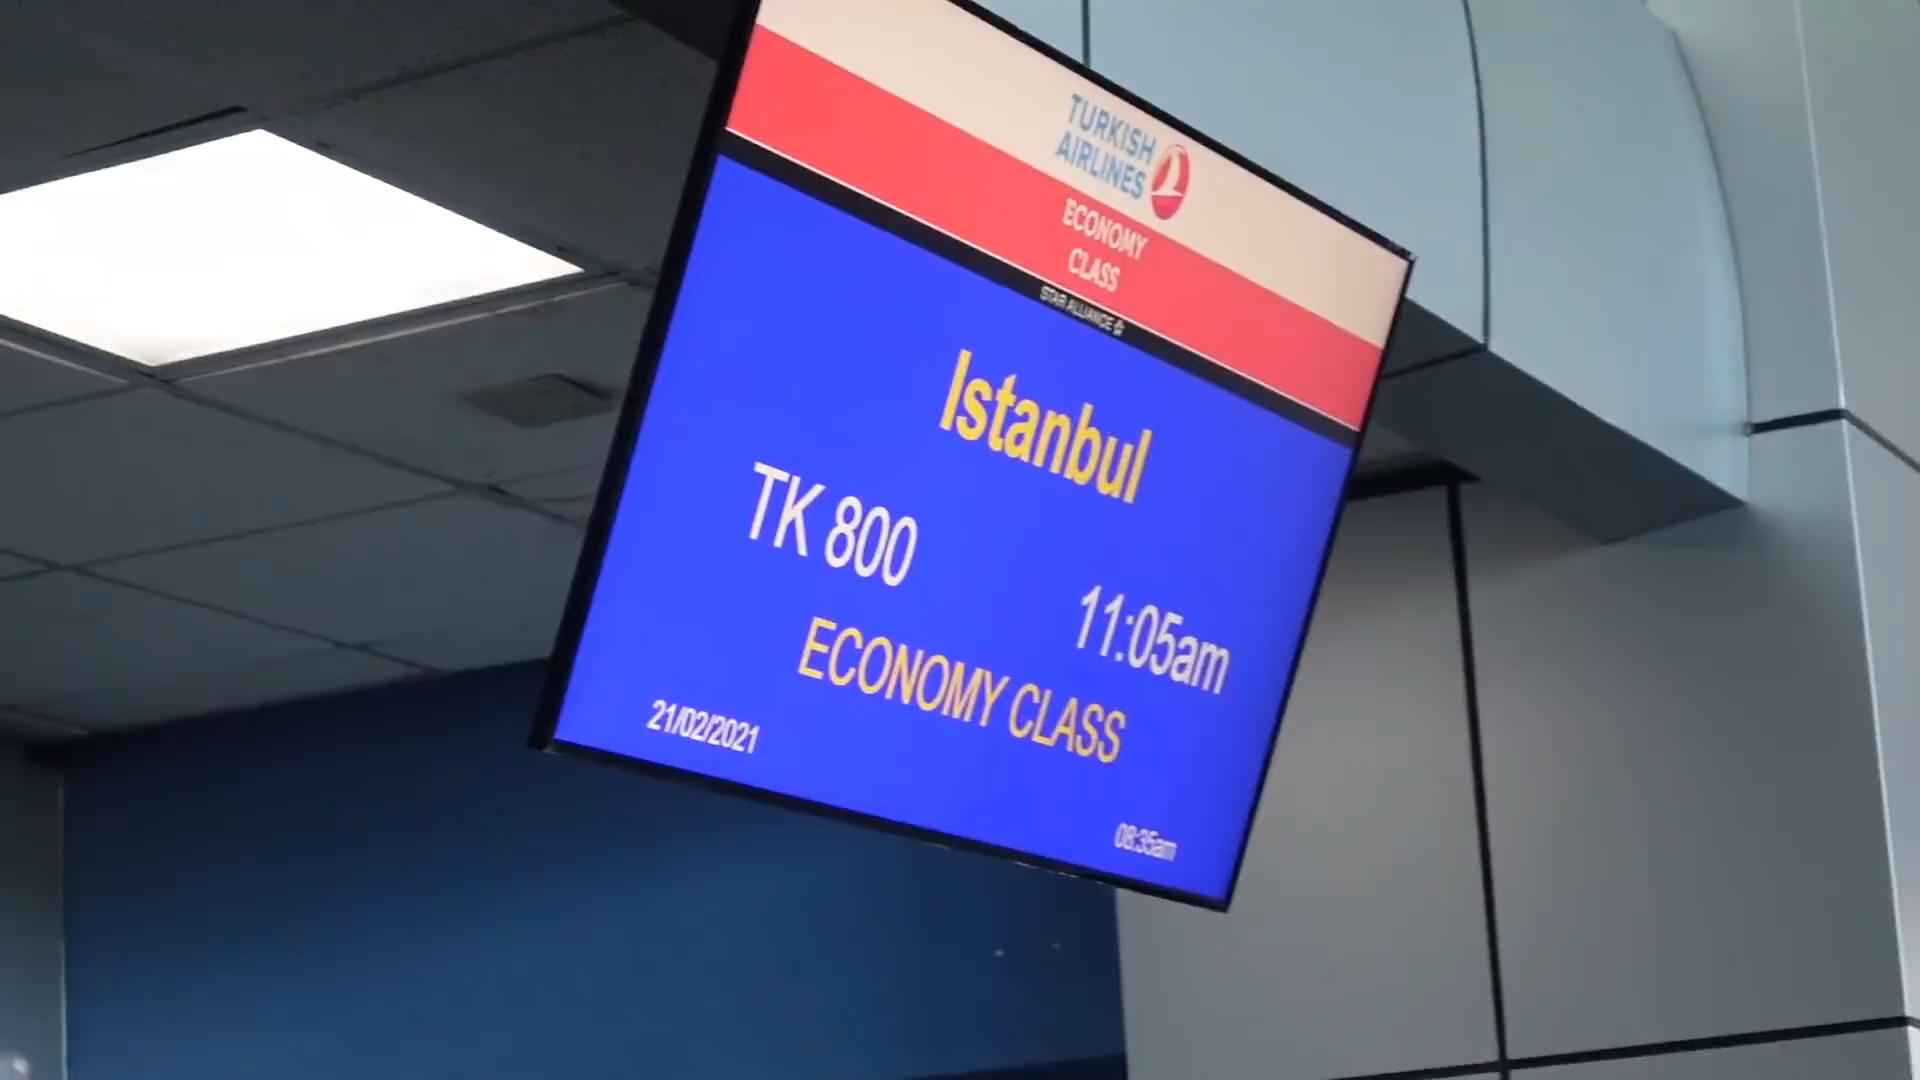 TURKISH
AIRLINES
ECONOMY
CLASS
STAR ALLIANCE
Istanbul
TK 800
11:05am
ECONOMY CLASS
21/02/2021
08:35am